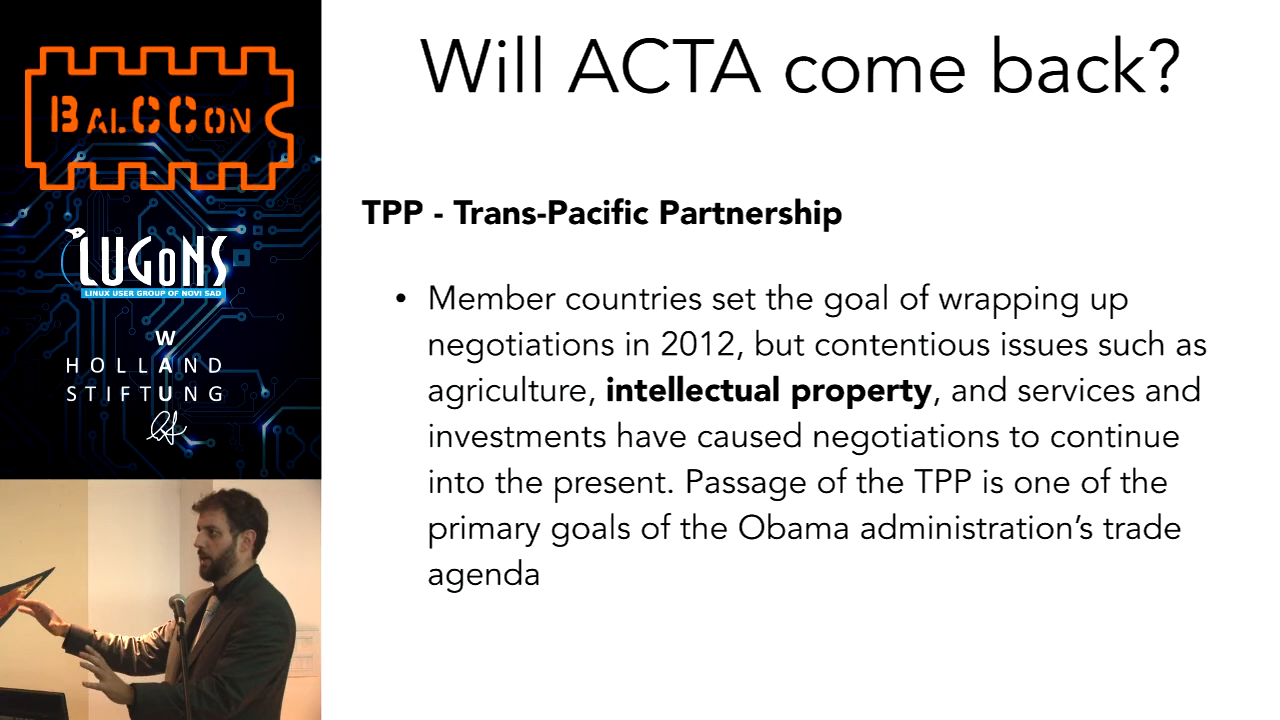 BALCCON
LUGONS
LINUX USER GROUP OF NOVI SAD
W
HOLLAND
STIFTUNG
Will ACTA come back?
TPP - Trans-Pacific Partnership
• Member countries set the goal of wrapping up
negotiations in 2012, but contentious issues such as
agriculture, intellectual property, and services and
investments have caused negotiations to continue
into the present. Passage of the TPP is one of the
primary goals of the Obama administration’s trade
agenda